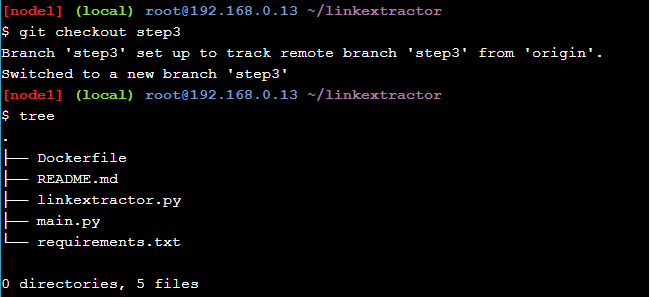 [node1] (local) root@192.168.0.13 ~/linkextractor
$ git checkout step3
Branch 'step3' set up to track remote branch 'step3' from 'origin'.
Switched to a new branch 'step3'
[node1] (local) root@192.168.0.13 ~/linkextractor
$ tree
.
├── Dockerfile
├── README.md
├── linkextractor.py
├── main.py
└── requirements.txt

0 directories, 5 files